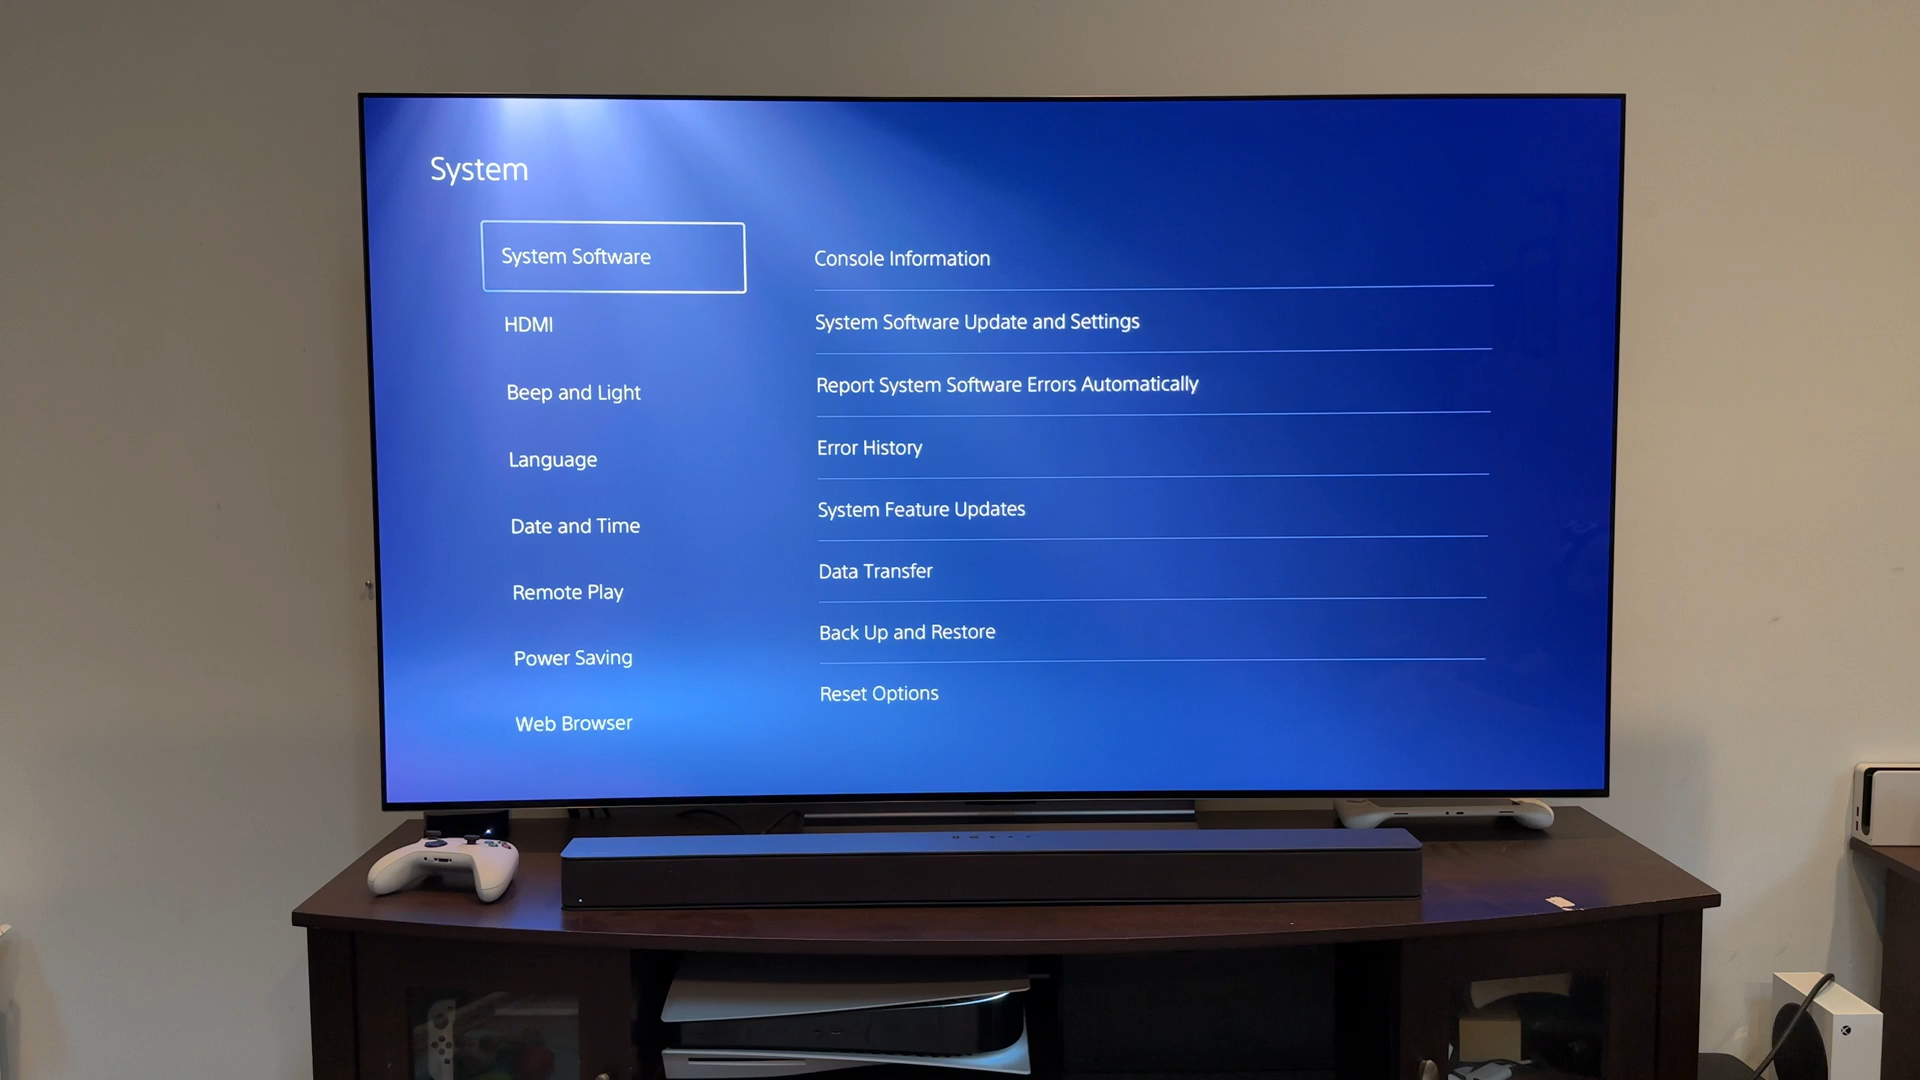 System
System Software
HDMI
Beep and Light
Language
Date and Time
Remote Play
Power Saving
Web Browser
Console Information
System Software Update and Settings
Report System Software Errors Automatically
Error History
System Feature Updates
Data Transfer
Back Up and Restore
Reset Options